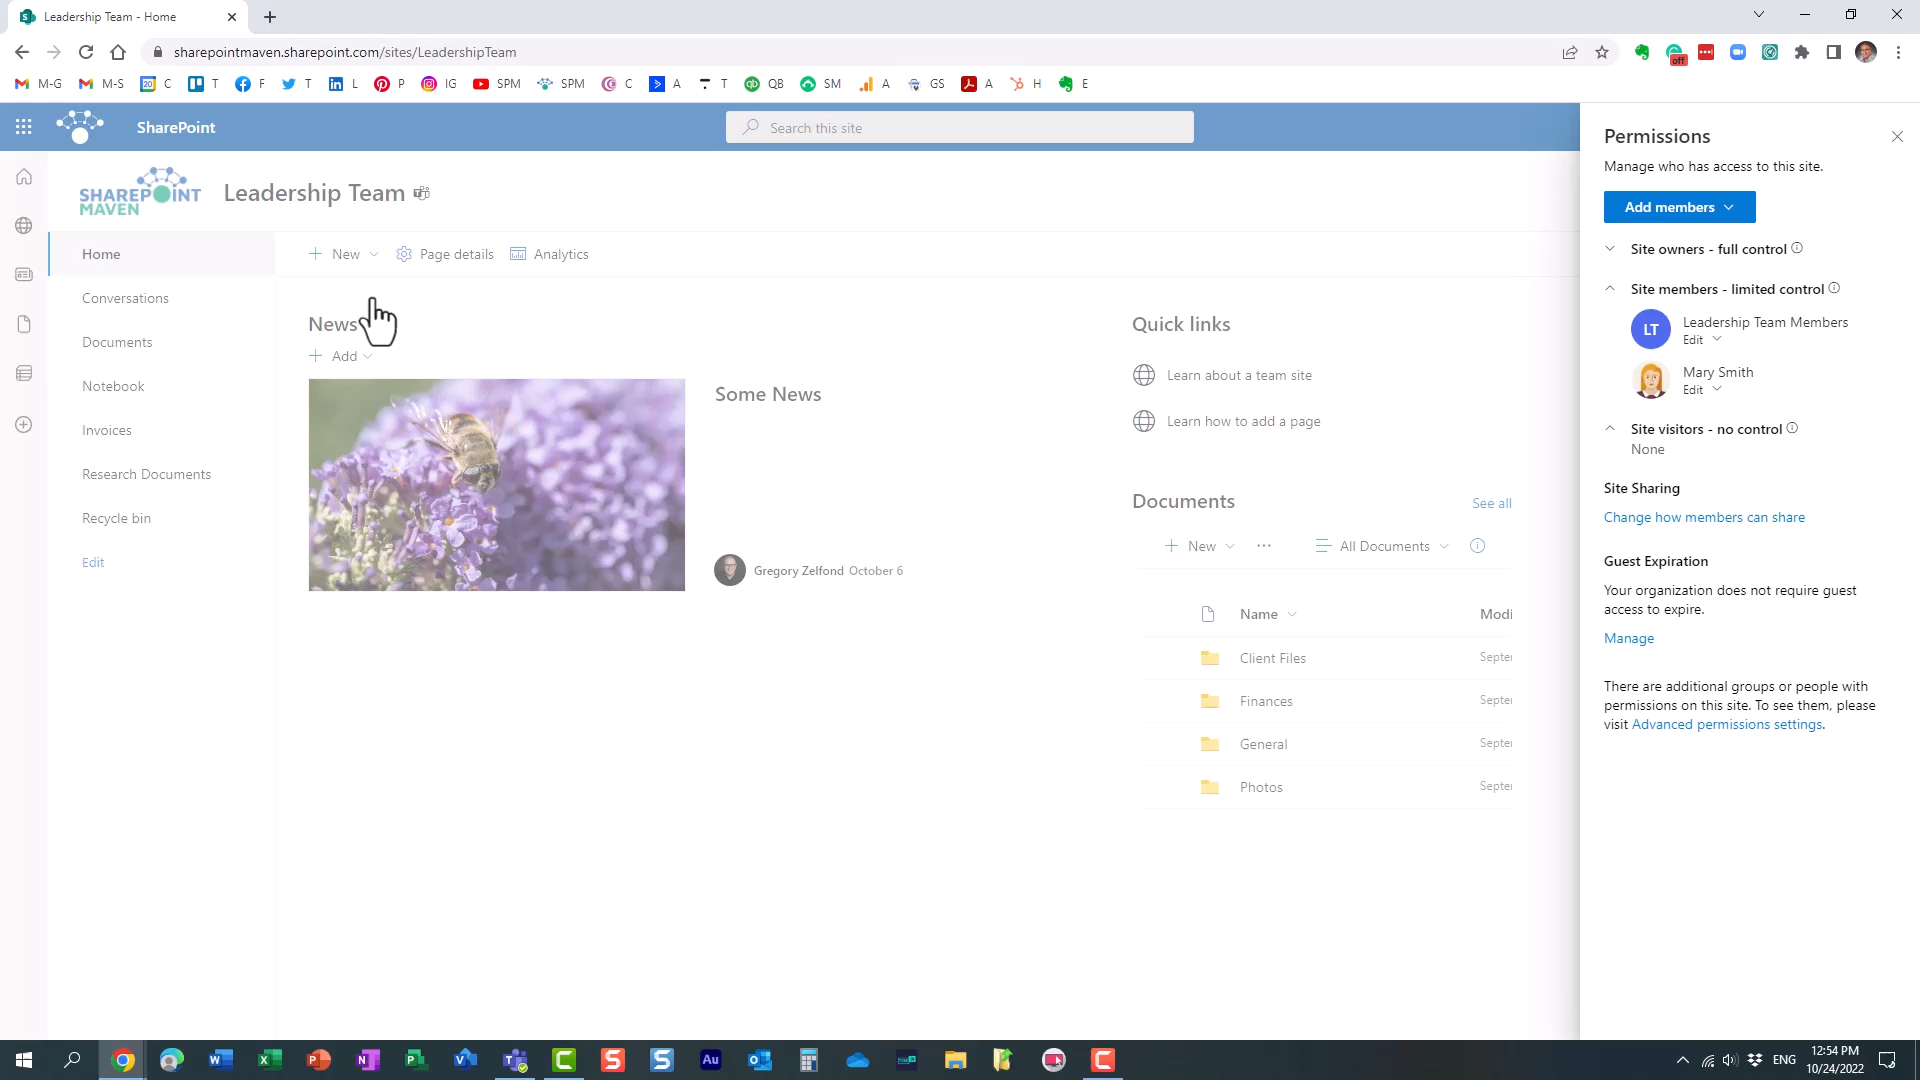 Leadership Team - Home
sharepointmaven.sharepoint.com/sites/LeadershipTeam
off
M-G
M-S
20
C
T
F
T
L
P
IG
SPM
SPM
C
A
T
QB
SM
A
GS
A
H
E
SharePoint
Search this site
SHAREPOINT
MAVEN
Leadership Team
Home
Conversations
Documents
Notebook
Invoices
Research Documents
Recycle bin
Edit
New
Page details
Analytics
News
Add
Some News
Gregory Zelfond October 6
Quick links
Learn about a team site
Learn how to add a page
Documents
See all
New
All Documents
Name
Modi
Client Files
Septer
Finances
Septer
General
Septer
Photos
Septer
Permissions
Manage who has access to this site.
Add members
Site owners - full control
Site members - limited control
LT
Leadership Team Members
Edit
Mary Smith
Edit
Site visitors - no control
None
Site Sharing
Change how members can share
Guest Expiration
Your organization does not require guest
access to expire.
Manage
There are additional groups or people with
permissions on this site. To see them, please
visit Advanced permissions settings.
ENG
12:54 PM
10/24/2022